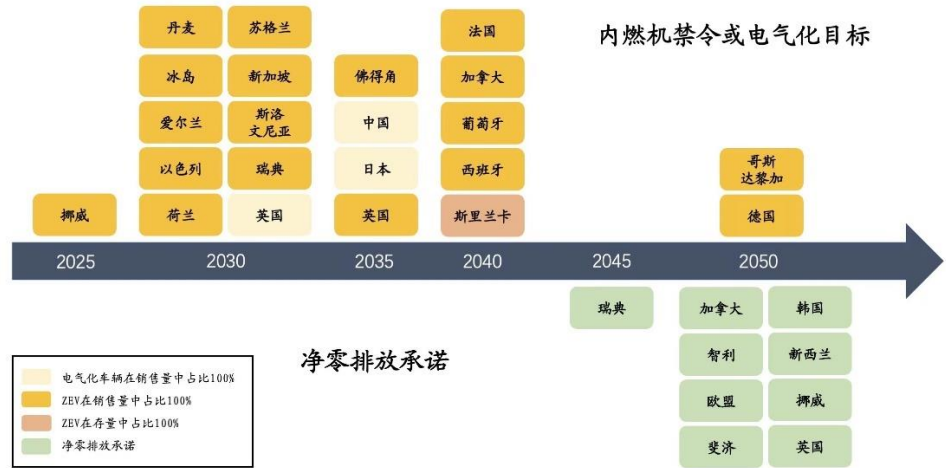 内燃机禁令或电气化目标
丹麦
苏格兰
法国
冰岛
新加坡
佛得角
加拿大
爱尔兰
斯洛
文尼亚
中国
葡萄牙
以色列
瑞典
日本
西班牙
哥斯
达黎加
挪威
荷兰
英国
英国
斯里兰卡
德国
2025
2030
2035
2040
2045
2050
瑞典
加拿大
韩国
净零排放承诺
智利
新西兰
欧盟
挪威
斐济
英国
电气化车辆在销售量中占比100%
ZEV在销售量中占比100%
ZEV在存量中占比100%
净零排放承诺